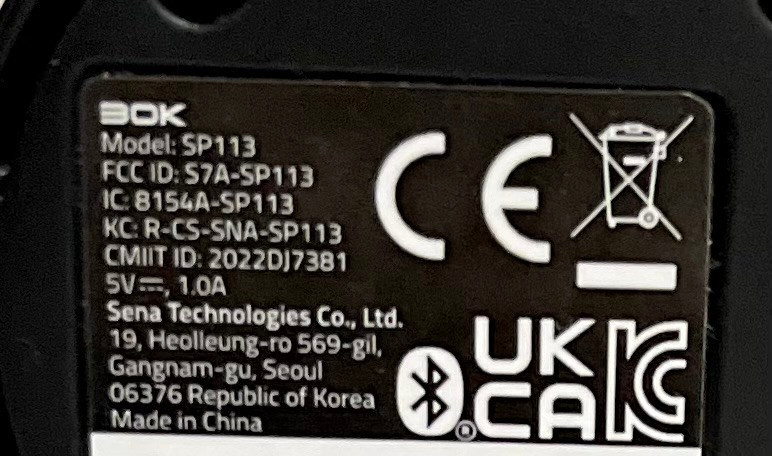 30K
Model: SP113
FCC ID: S7A-SP113
IC: 8154A-SP113
KC: R-CS-SNA-SP113
CMIIT ID: 2022DJ7381
5V⎓, 1.0A
Sena Technologies Co., Ltd.
19, Heolleung-ro 569-gil,
Gangnam-gu, Seoul
06376 Republic of Korea
Made in China
CE
®
UK
CA
KC